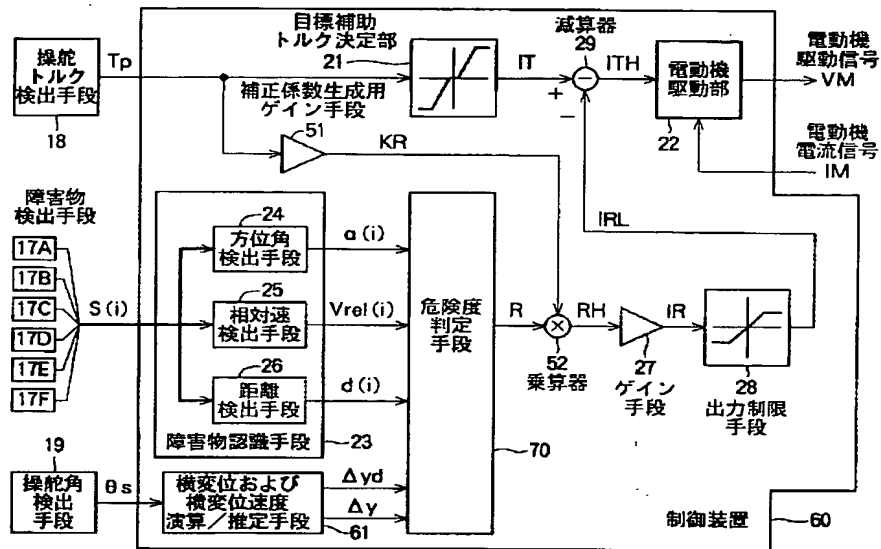 操舵
トルク
検出手段
18
Tp
目標補助
トルク決定部
21
IT
減算器
29
+
−
ITH
電動機
駆動部
22
電動機
駆動信号
VM
電動機
電流信号
IM
補正係数生成用
ゲイン手段
51
KR
IRL
障害物
検出手段
17A
17B
17C
17D
17E
17F
S(i)
24
方位角
検出手段
α(i)
25
相対速
検出手段
Vrel(i)
26
距離
検出手段
d(i)
障害物認識手段
23
危険度
判定
手段
70
R
×
52
乗算器
RH
27
ゲイン
手段
IR
28
出力制限
手段
19
操舵角
検出
手段
θs
横変位および
横変位速度
演算/推定手段
61
Δyd
Δy
制御装置
60